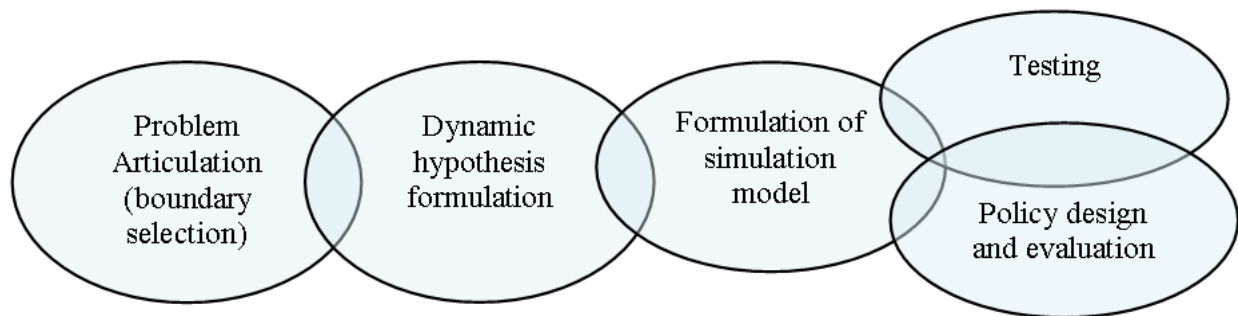 Problem
Articulation
(boundary
selection)
Dynamic
hypothesis
formulation
Formulation of
simulation
model
Testing
Policy design
and evaluation